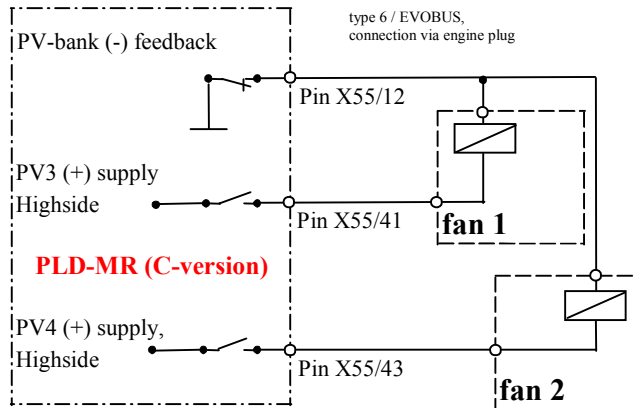 type 6 / EVOBUS,
connection via engine plug
PV-bank (-) feedback
Pin X55/12
PV3 (+) supply
Highside
Pin X55/41
fan 1
PLD-MR (C-version)
PV4 (+) supply,
Highside
Pin X55/43
fan 2